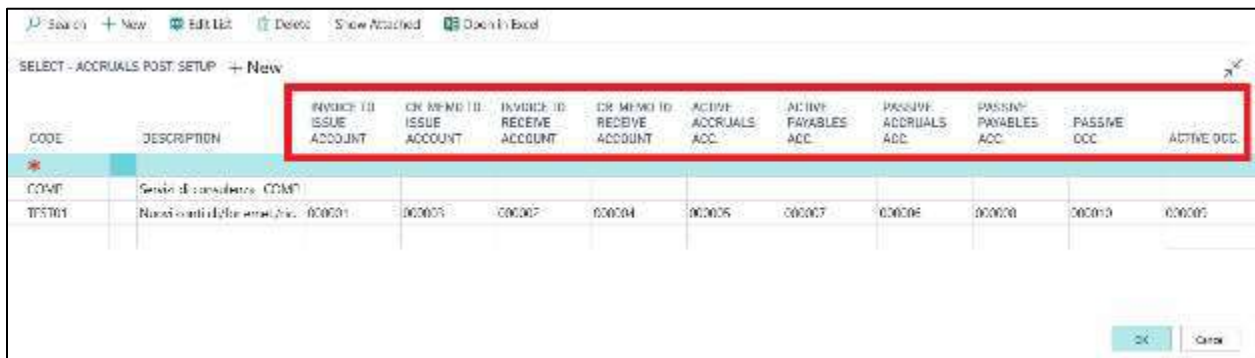 Search + New Edit List Delete Show Attached Open in Excel
SELECT - ACCRUALS POST. SETUP + New
CODE DESCRIPTION INVOICE TO ISSUE ACCOUNT CR. MEMO TO ISSUE ACCOUNT INVOICE TO RECEIVE ACCOUNT CR. MEMO TO RECEIVE ACCOUNT ACTIVE ACCRUALS ACC. ACTIVE PAYABLES ACC. PASSIVE ACCRUALS ACC. PASSIVE PAYABLES ACC. PASSIVE OCC. ACTIVE OCC.
*
COMP Servizi di consulenza COMP
TEST01 Nuovi conti 000001 000003 000002 000004 000005 000007 000006 000008 000010 000009
OK Cancel